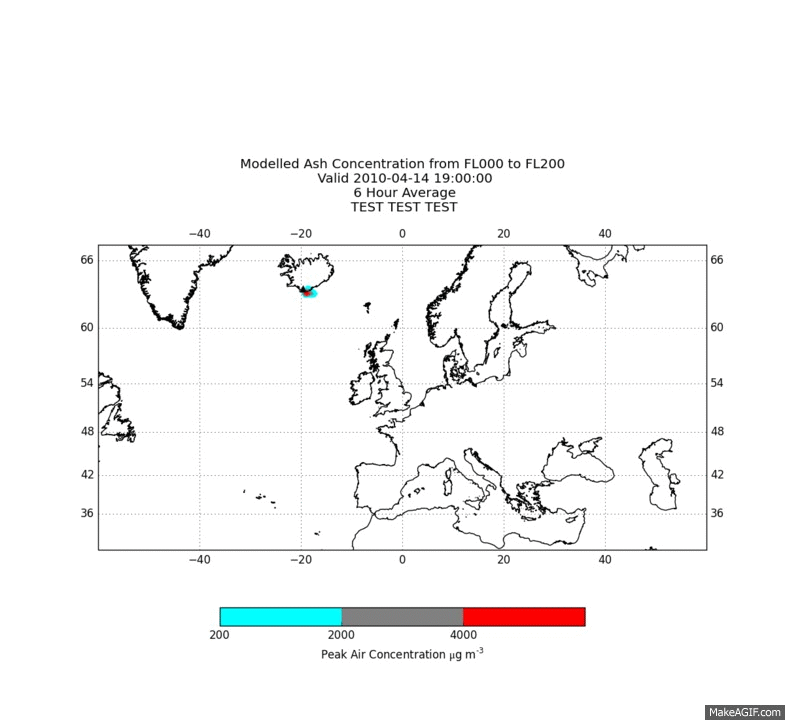 Modelled Ash Concentration from FL000 to FL200
Valid 2010-04-14 19:00:00
6 Hour Average
TEST TEST TEST
−40 −20 0 20 40
66 66
60 60
54 54
48 48
42 42
36 36
−40 −20 0 20 40
200 2000 4000
Peak Air Concentration μg m⁻³
MakeAGIF.com